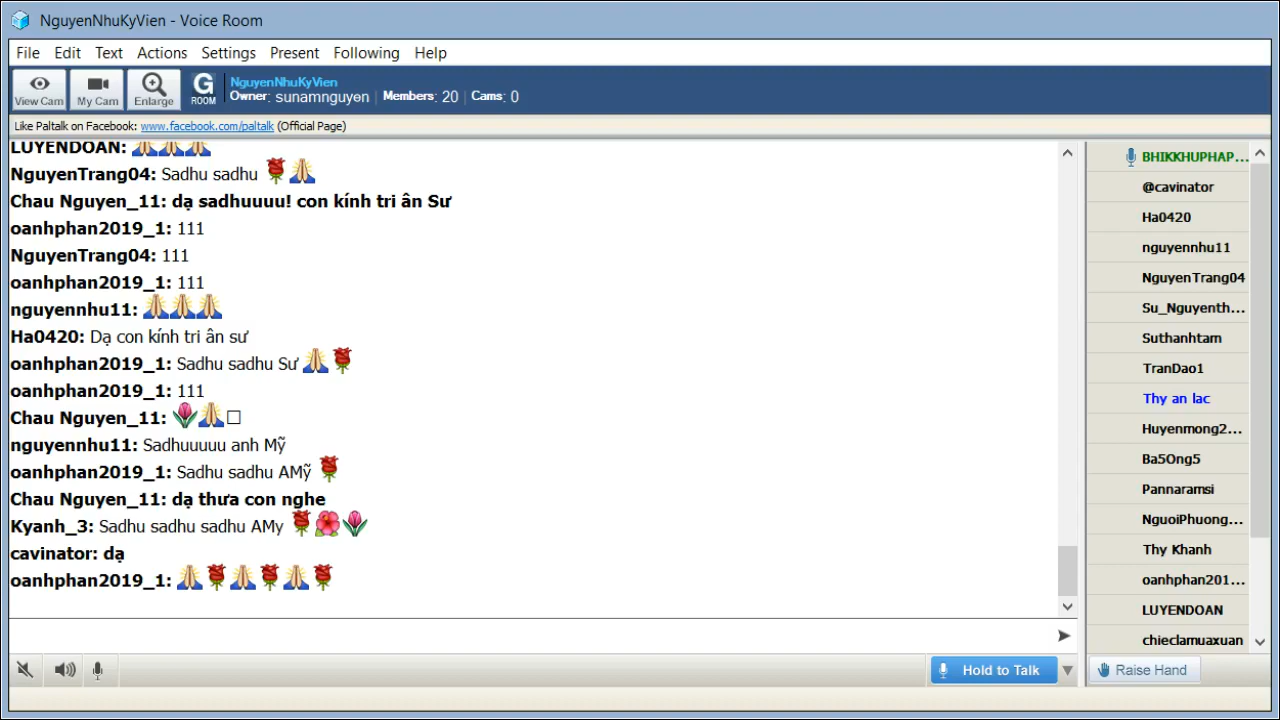 NguyenNhuKyVien - Voice Room
File Edit Text Actions Settings Present Following Help
View Cam My Cam Enlarge G ROOM
NguyenNhuKyVien
Owner: sunamnguyen | Members: 20 | Cams: 0
Like Paltalk on Facebook: www.facebook.com/paltalk (Official Page)
LUYENDOAN: 🙏🙏🙏
NguyenTrang04: Sadhu sadhu 🌹🙏
Chau Nguyen_11: dạ sadhuuuu! con kính tri ân Sư
oanhphan2019_1: 111
NguyenTrang04: 111
oanhphan2019_1: 111
nguyennhu11: 🙏🙏🙏
Ha0420: Dạ con kính tri ân sư
oanhphan2019_1: Sadhu sadhu Sư 🙏🌹
oanhphan2019_1: 111
Chau Nguyen_11: 🌷🙏□
nguyennhu11: Sadhuuuuu anh Mỹ
oanhphan2019_1: Sadhu sadhu AMỹ 🌹
Chau Nguyen_11: dạ thưa con nghe
Kyanh_3: Sadhu sadhu sadhu AMy 🌹🌺🌷
cavinator: dạ
oanhphan2019_1: 🙏🌹🙏🌹🙏🌹
BHIKKHUPHAP...
@cavinator
Ha0420
nguyennhu11
NguyenTrang04
Su_Nguyenth...
Suthanhtam
TranDao1
Thy an lac
Huyenmong2...
Ba5Ong5
Pannaramsi
NguoiPhuong...
Thy Khanh
oanhphan201...
LUYENDOAN
chieclamuaxuan
Hold to Talk
Raise Hand